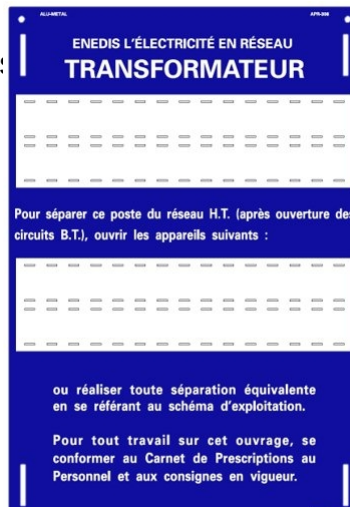 ALU-METAL
ENEDIS L'ÉLECTRICITÉ EN RÉSEAU
TRANSFORMATEUR
Pour séparer ce poste du réseau H.T. (après ouverture des
circuits B.T.), ouvrir les appareils suivants :
ou réaliser toute séparation équivalente
en se référant au schéma d'exploitation.
Pour tout travail sur cet ouvrage, se
conformer au Carnet de Prescriptions au
Personnel et aux consignes en vigueur.